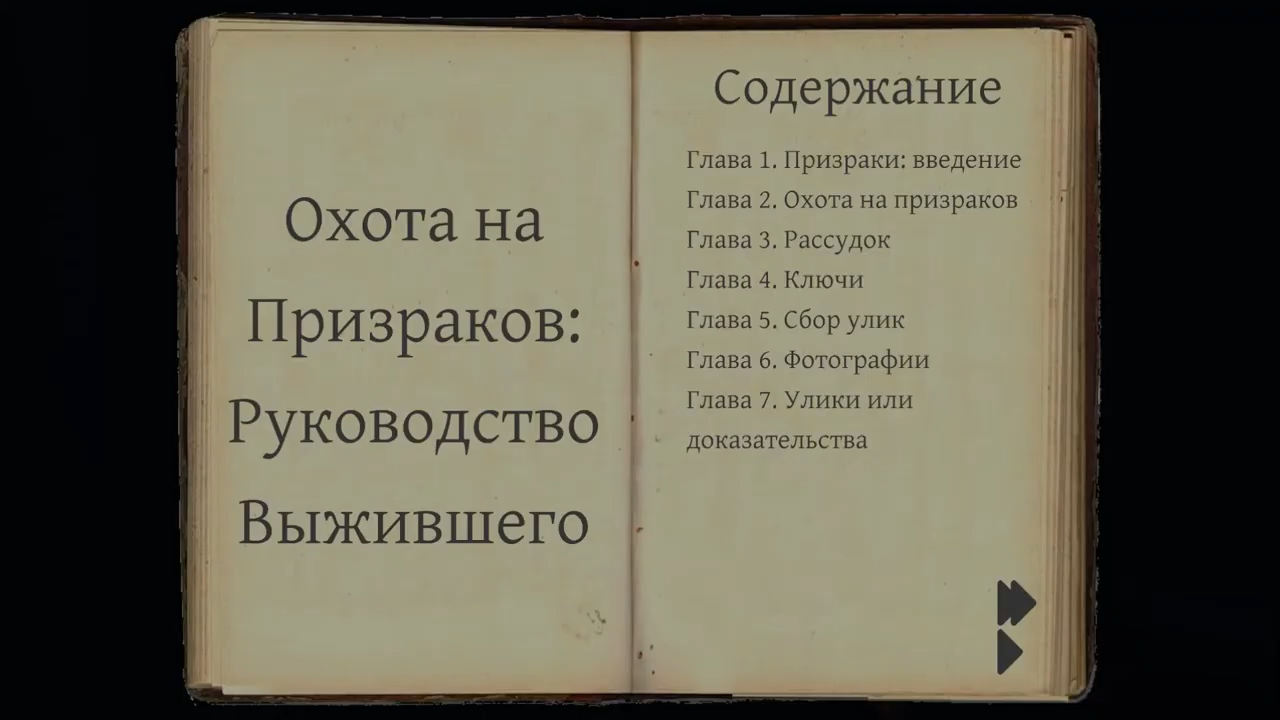 Охота на
Призраков:
Руководство
Выжившего
Содержание
Глава 1. Призраки: введение
Глава 2. Охота на призраков
Глава 3. Рассудок
Глава 4. Ключи
Глава 5. Сбор улик
Глава 6. Фотографии
Глава 7. Улики или
доказательства